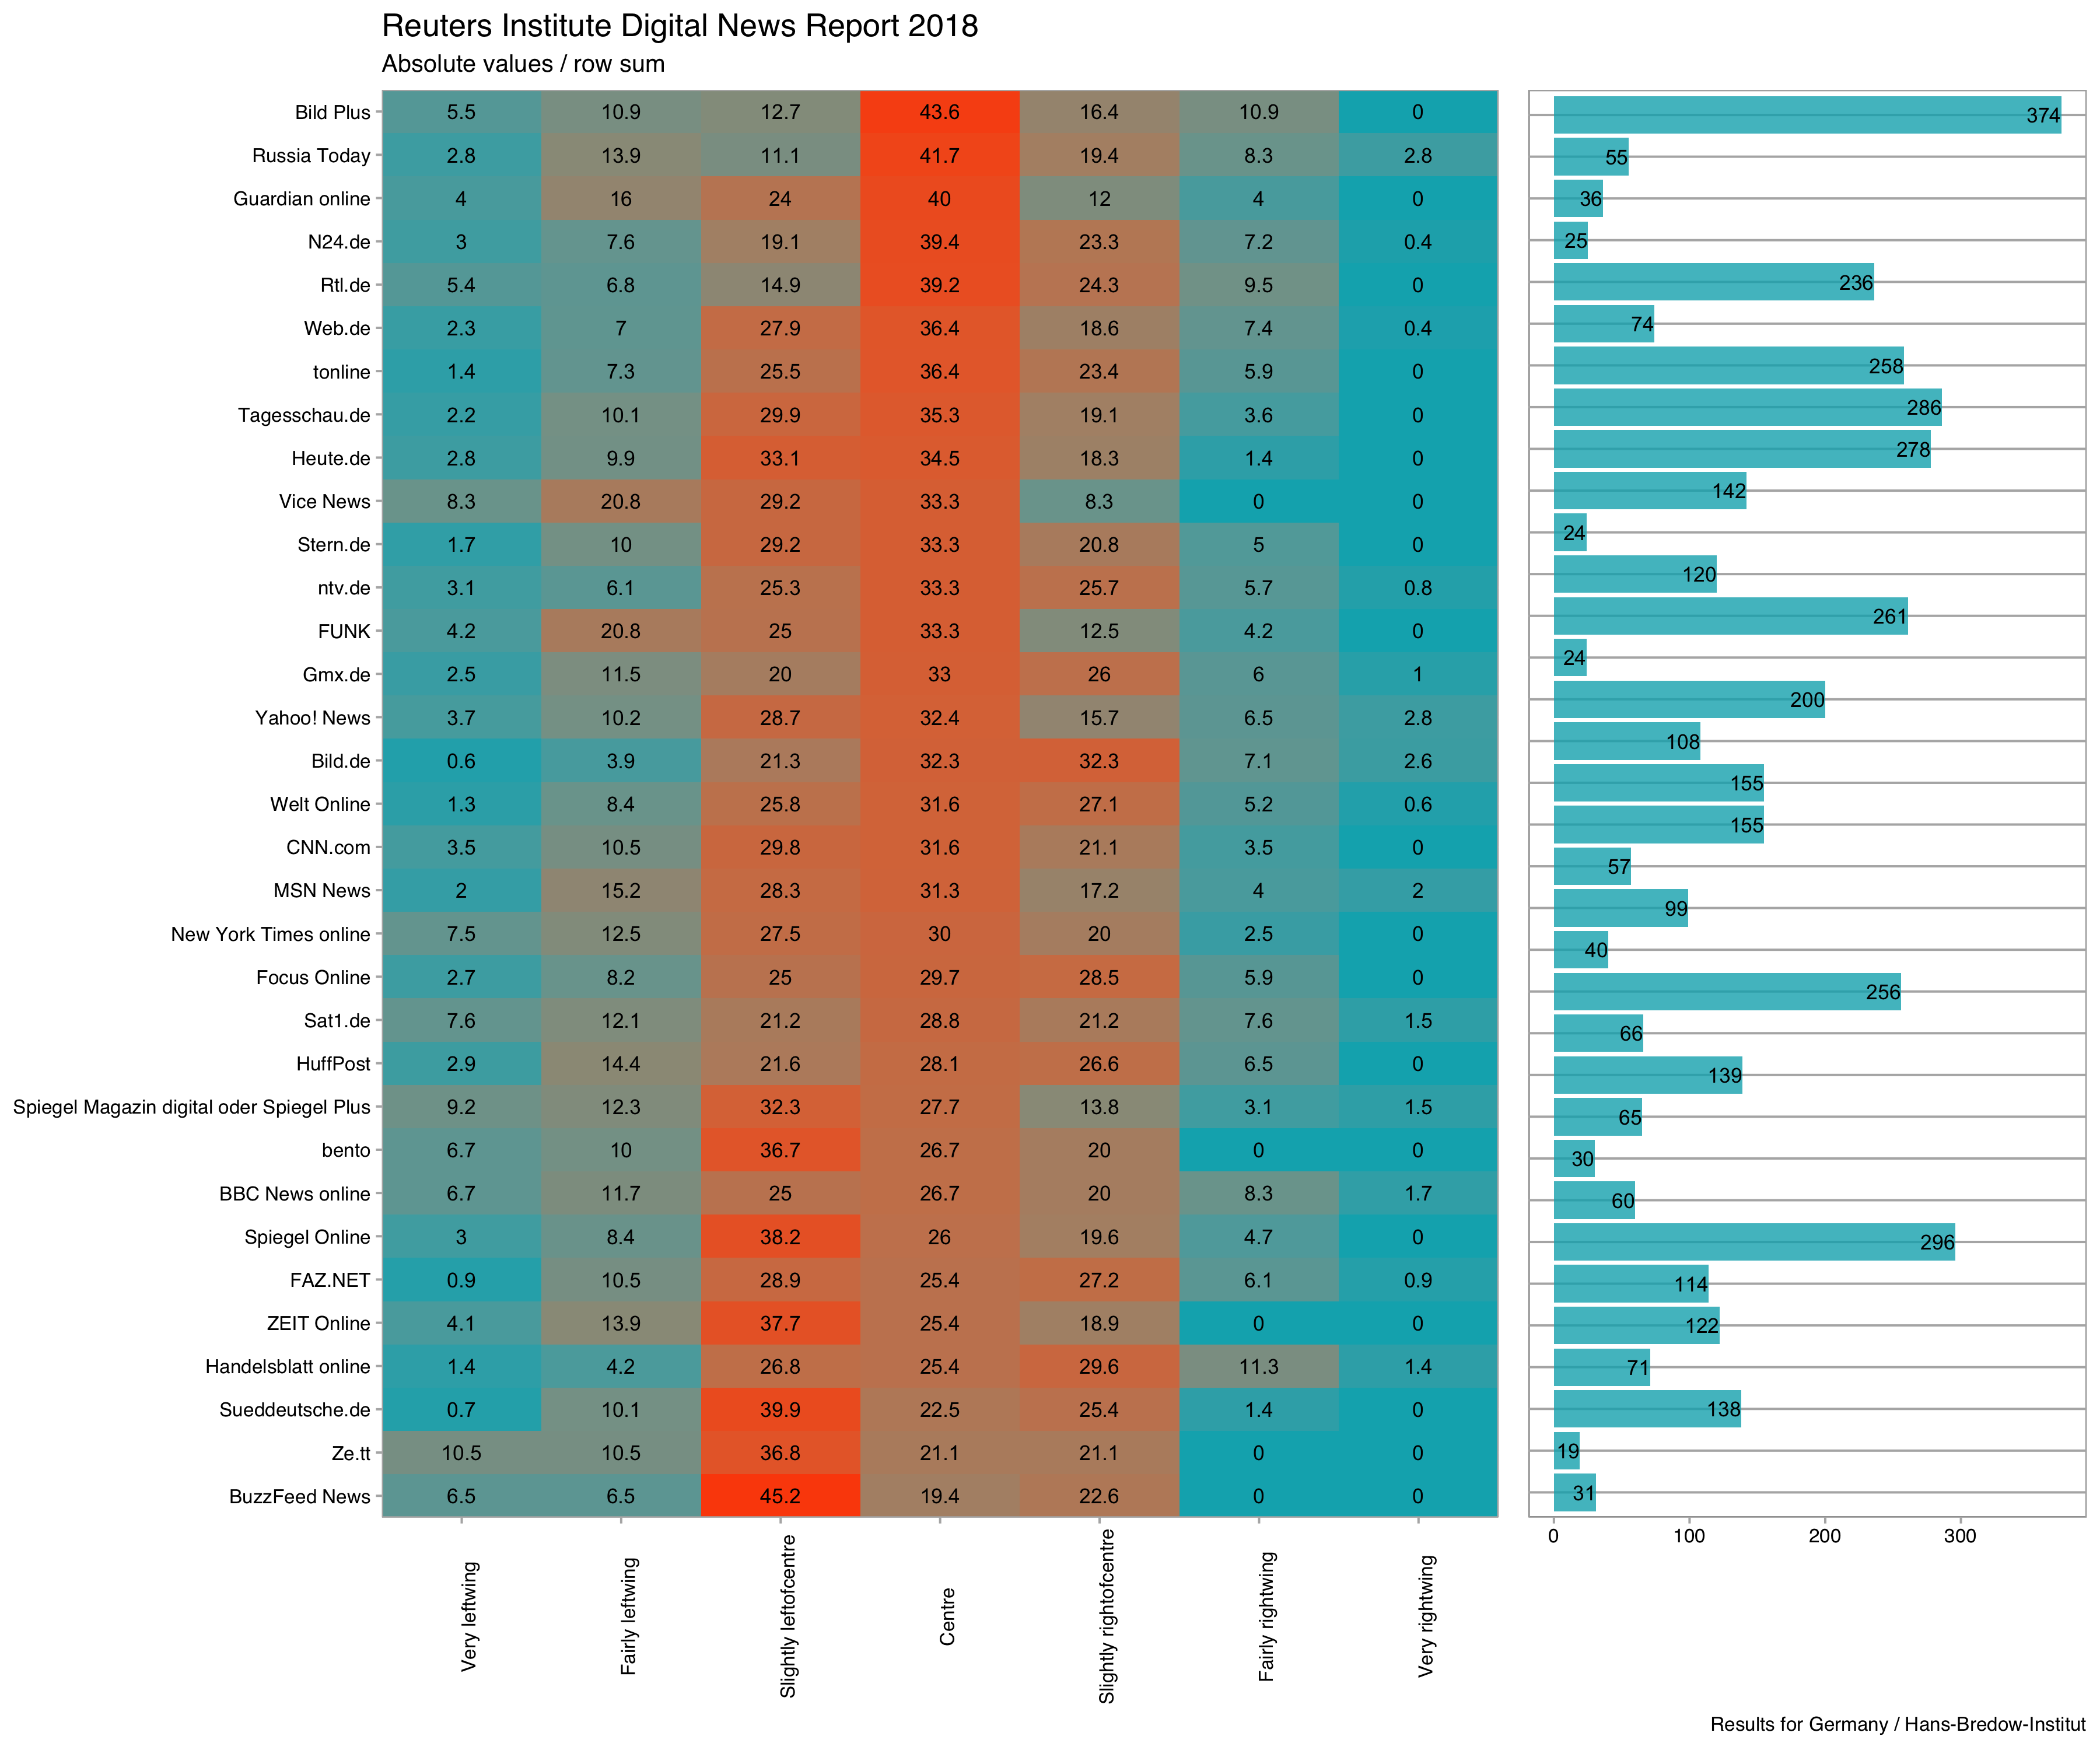 Reuters Institute Digital News Report 2018
Absolute values / row sum
Bild Plus 5.5 10.9 12.7 43.6 16.4 10.9 0 374
Russia Today 2.8 13.9 11.1 41.7 19.4 8.3 2.8 55
Guardian online 4 16 24 40 12 4 0 36
N24.de 3 7.6 19.1 39.4 23.3 7.2 0.4 25
Rtl.de 5.4 6.8 14.9 39.2 24.3 9.5 0 236
Web.de 2.3 7 27.9 36.4 18.6 7.4 0.4 74
tonline 1.4 7.3 25.5 36.4 23.4 5.9 0 258
Tagesschau.de 2.2 10.1 29.9 35.3 19.1 3.6 0 286
Heute.de 2.8 9.9 33.1 34.5 18.3 1.4 0 278
Vice News 8.3 20.8 29.2 33.3 8.3 0 0 142
Stern.de 1.7 10 29.2 33.3 20.8 5 0 24
ntv.de 3.1 6.1 25.3 33.3 25.7 5.7 0.8 120
FUNK 4.2 20.8 25 33.3 12.5 4.2 0 261
Gmx.de 2.5 11.5 20 33 26 6 1 24
200
Yahoo! News 3.7 10.2 28.7 32.4 15.7 6.5 2.8 108
Bild.de 0.6 3.9 21.3 32.3 32.3 7.1 2.6 155
Welt Online 1.3 8.4 25.8 31.6 27.1 5.2 0.6 155
CNN.com 3.5 10.5 29.8 31.6 21.1 3.5 0 57
MSN News 2 15.2 28.3 31.3 17.2 4 2 99
New York Times online 7.5 12.5 27.5 30 20 2.5 0 40
Focus Online 2.7 8.2 25 29.7 28.5 5.9 0 256
Sat1.de 7.6 12.1 21.2 28.8 21.2 7.6 1.5 66
HuffPost 2.9 14.4 21.6 28.1 26.6 6.5 0 139
Spiegel Magazin digital oder Spiegel Plus 9.2 12.3 32.3 27.7 13.8 3.1 1.5 65
bento 6.7 10 36.7 26.7 20 0 0 30
BBC News online 6.7 11.7 25 26.7 20 8.3 1.7 60
Spiegel Online 3 8.4 38.2 26 19.6 4.7 0 296
FAZ.NET 0.9 10.5 28.9 25.4 27.2 6.1 0.9 114
ZEIT Online 4.1 13.9 37.7 25.4 18.9 0 0 122
Handelsblatt online 1.4 4.2 26.8 25.4 29.6 11.3 1.4 71
Sueddeutsche.de 0.7 10.1 39.9 22.5 25.4 1.4 0 138
Ze.tt 10.5 10.5 36.8 21.1 21.1 0 0 19
BuzzFeed News 6.5 6.5 45.2 19.4 22.6 0 0 31
0 100 200 300
Very leftwing
Fairly leftwing
Slightly leftofcentre
Centre
Slightly rightofcentre
Fairly rightwing
Very rightwing
Results for Germany / Hans-Bredow-Institut